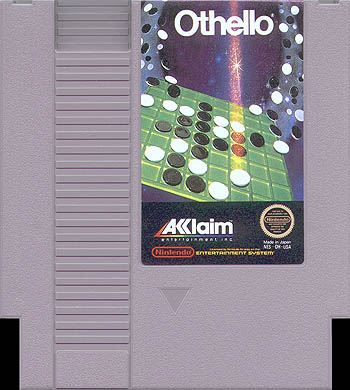 Othello
AKlaim
entertainment inc.
Nintendo
ENTERTAINMENT SYSTEM
Made in Japan
NES-OH-USA